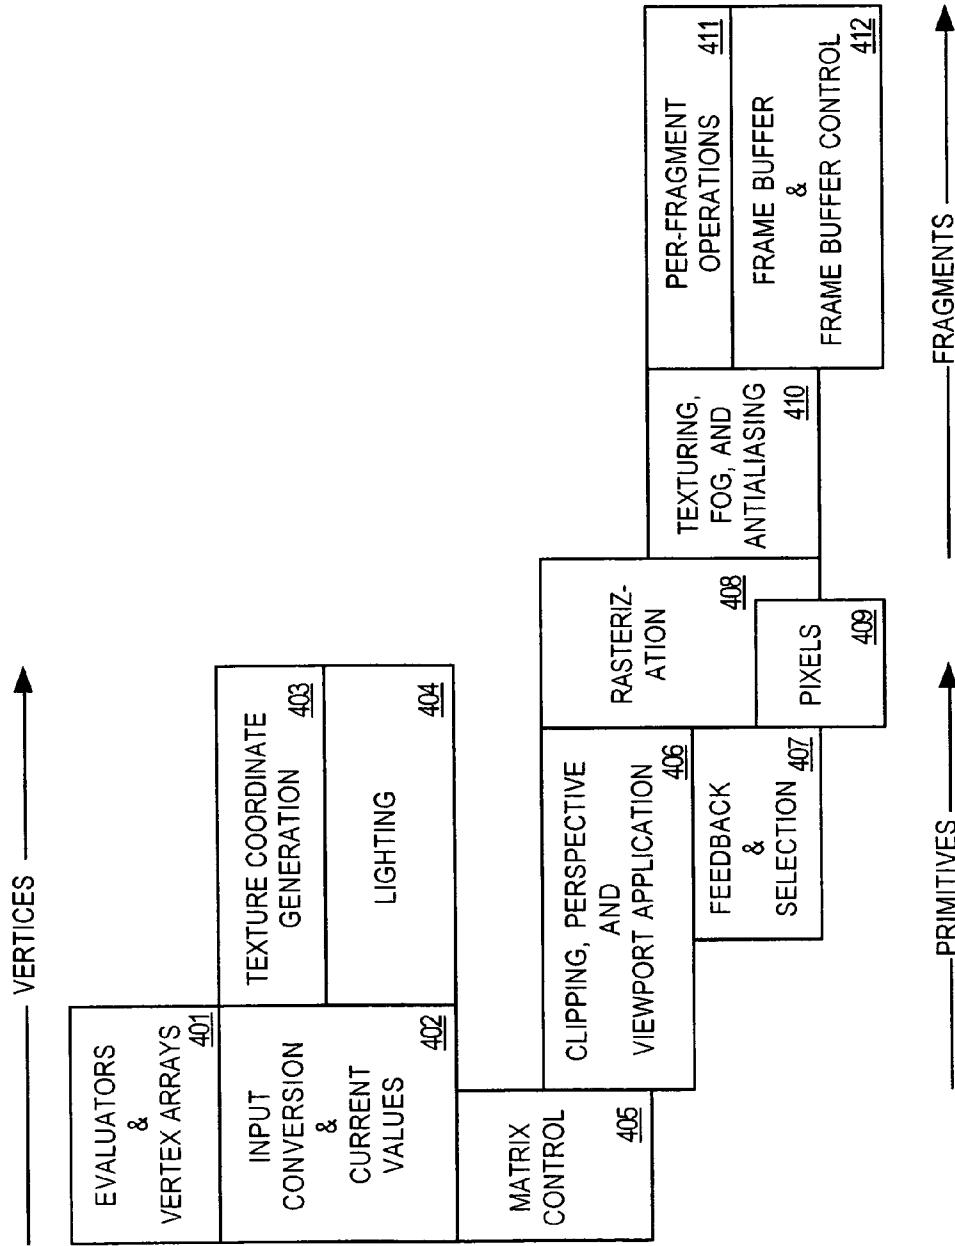 VERTICES
EVALUATORS
&
VERTEX ARRAYS
401
INPUT
CONVERSION
&
CURRENT
VALUES
402
TEXTURE COORDINATE
GENERATION
403
LIGHTING
404
MATRIX
CONTROL
405
CLIPPING, PERSPECTIVE
AND
VIEWPORT APPLICATION
406
FEEDBACK
&
SELECTION
407
RASTERIZ-
ATION
408
PIXELS
409
TEXTURING,
FOG, AND
ANTIALIASING
410
PER-FRAGMENT
OPERATIONS
411
FRAME BUFFER
&
FRAME BUFFER CONTROL
412
PRIMITIVES
FRAGMENTS